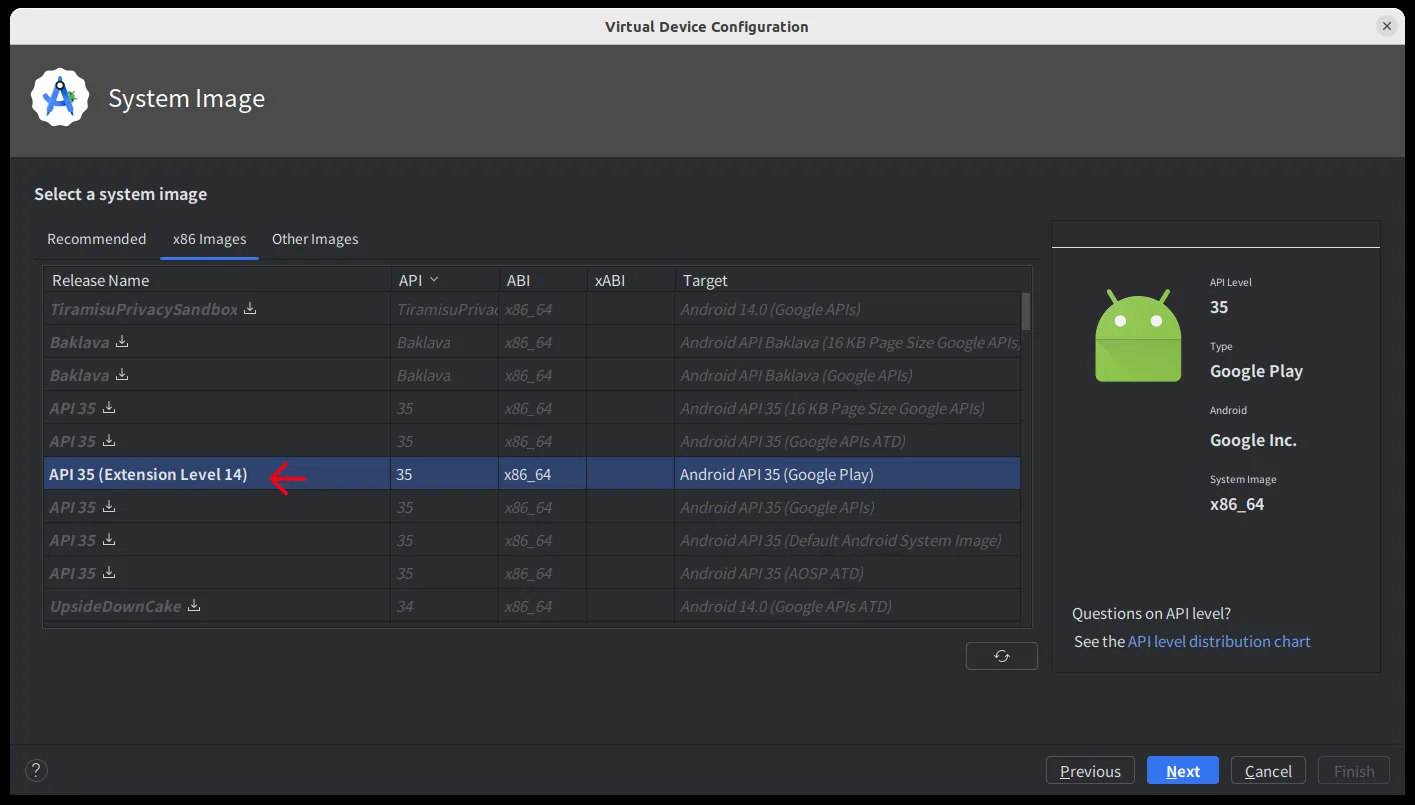 Virtual Device Configuration
System Image
Select a system image
Recommended x86 Images Other Images
Release Name API ABI xABI Target
TiramisuPrivacySandbox TiramisuPrivac x86_64 Android 14.0 (Google APIs)
Baklava Baklava x86_64 Android API Baklava (16 KB Page Size Google APIs)
Baklava Baklava x86_64 Android API Baklava (Google APIs)
API 35 35 x86_64 Android API 35 (16 KB Page Size Google APIs)
API 35 35 x86_64 Android API 35 (Google APIs ATD)
API 35 (Extension Level 14) 35 x86_64 Android API 35 (Google Play)
API 35 35 x86_64 Android API 35 (Google APIs)
API 35 35 x86_64 Android API 35 (Default Android System Image)
API 35 35 x86_64 Android API 35 (AOSP ATD)
UpsideDownCake 34 x86_64 Android 14.0 (Google APIs ATD)
API Level
35
Type
Google Play
Android
Google Inc.
System Image
x86_64
Questions on API level?
See the API level distribution chart
? Previous Next Cancel Finish